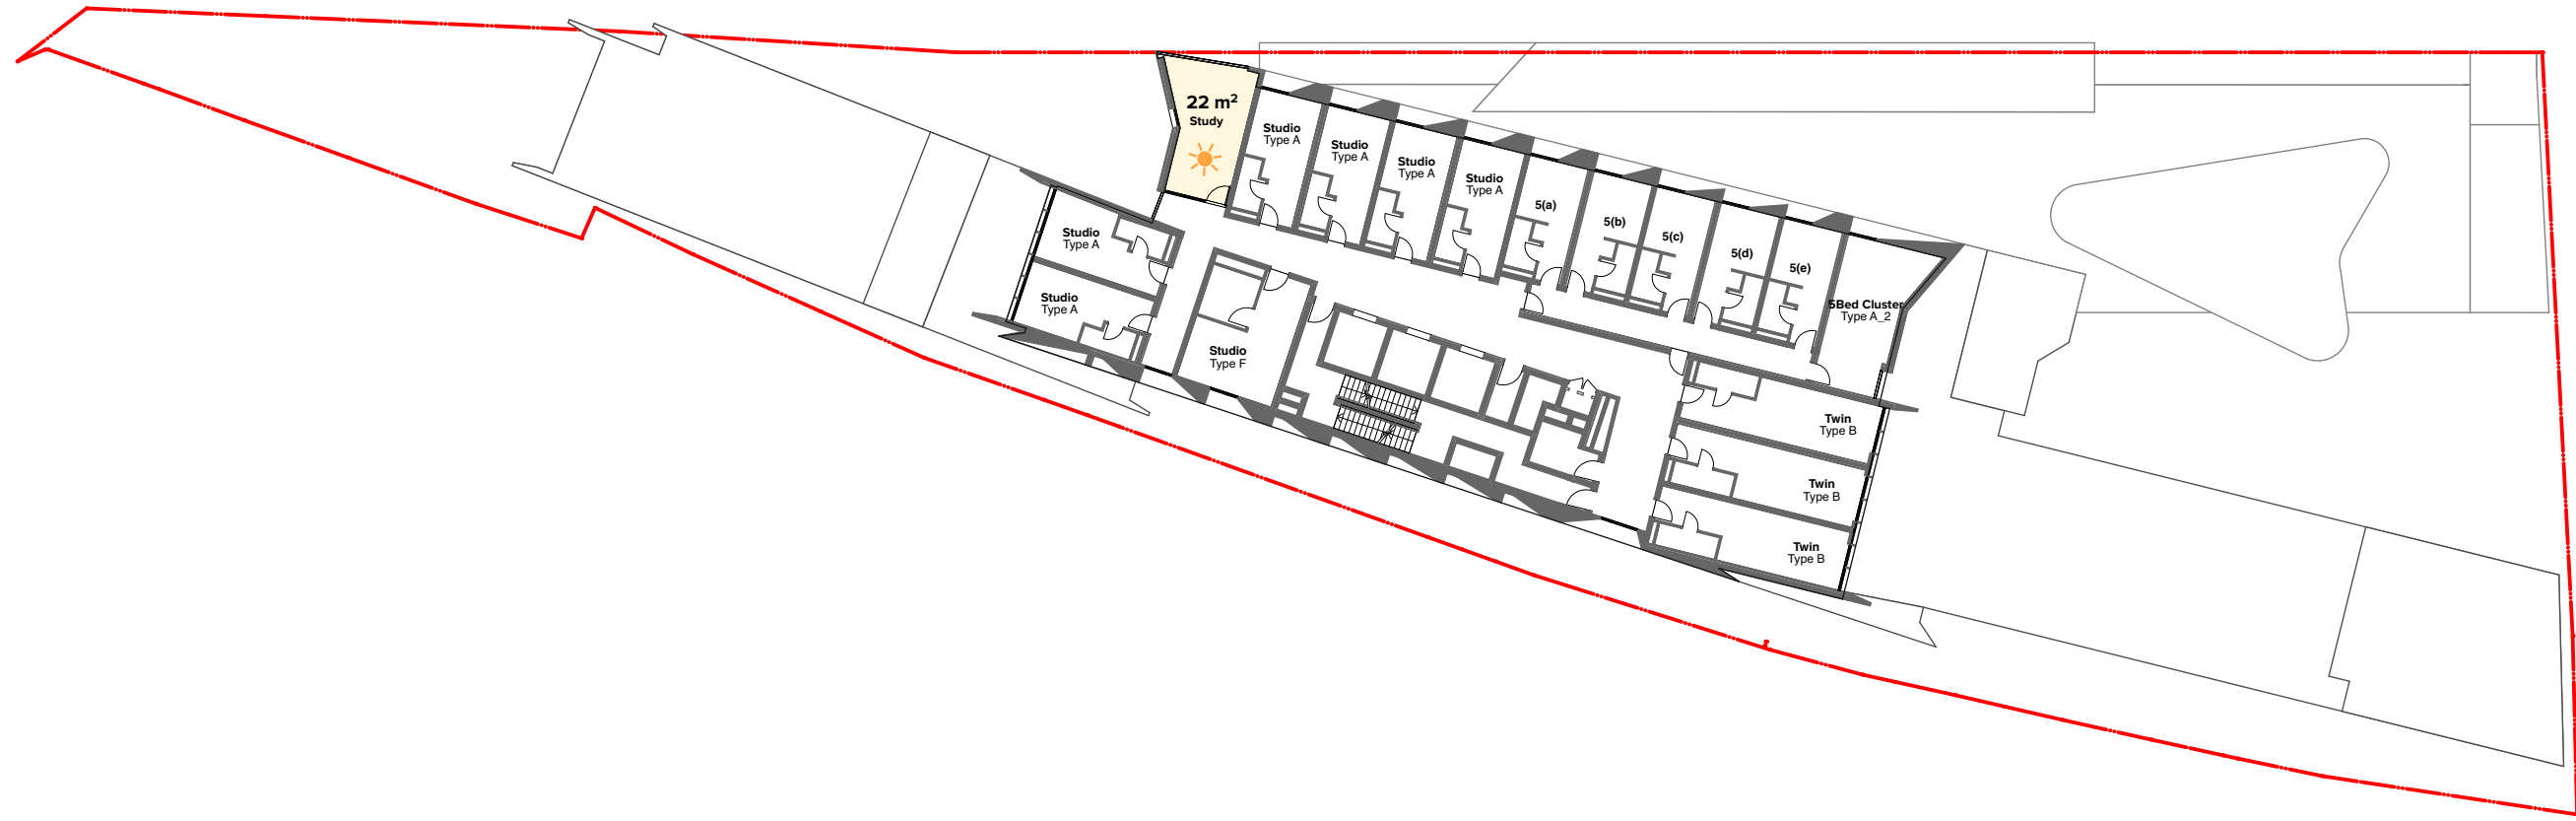 22 m²
Study
Studio
Type A
Studio
Type A
Studio
Type A
Studio
Type A
5(a)
5(b)
5(c)
5(d)
5(e)
5Bed Cluster
Type A_2
Studio
Type A
Studio
Type A
Studio
Type F
Twin
Type B
Twin
Type B
Twin
Type B